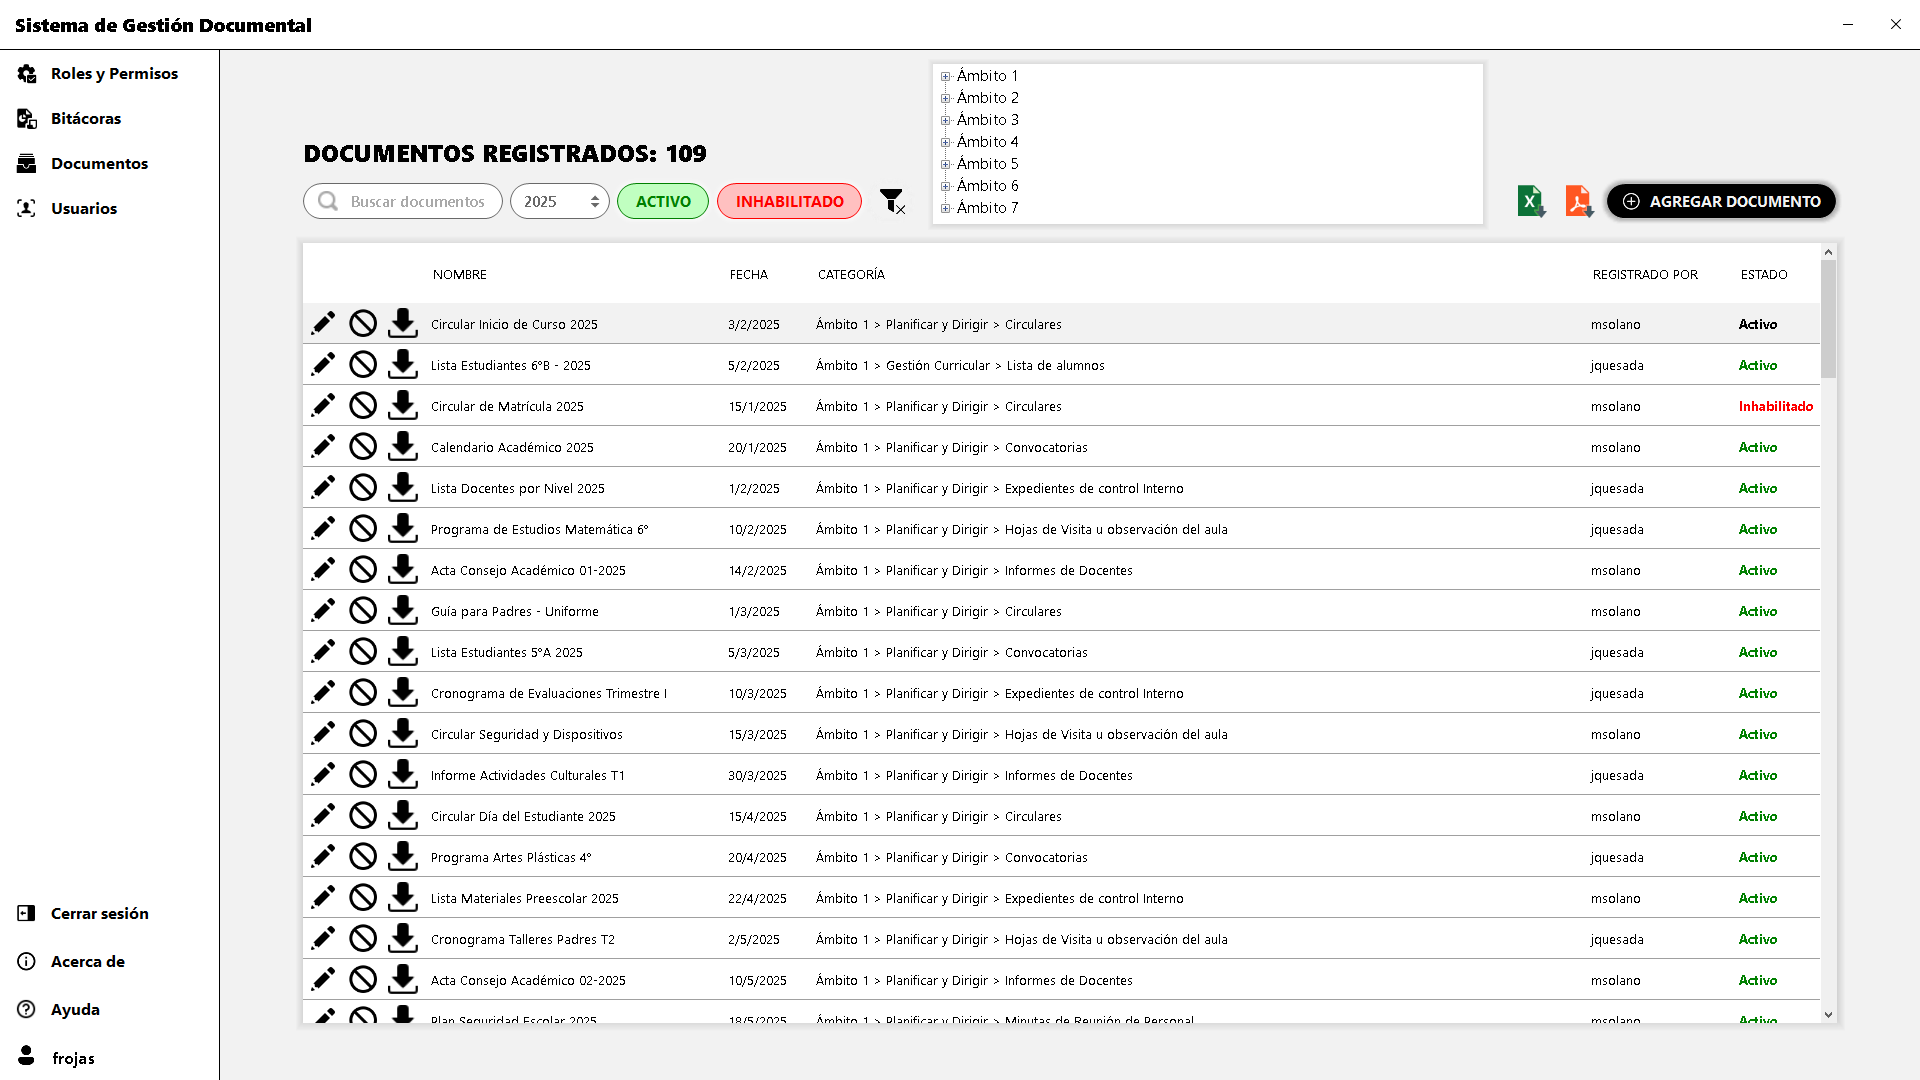 Sistema de Gestión Documental
Roles y Permisos
Bitácoras
Documentos
Usuarios
Cerrar sesión
Acerca de
Ayuda
frojas
Ámbito 1
Ámbito 2
Ámbito 3
Ámbito 4
Ámbito 5
Ámbito 6
Ámbito 7
DOCUMENTOS REGISTRADOS: 109
Buscar documentos 2025 ACTIVO INHABILITADO AGREGAR DOCUMENTO
NOMBRE FECHA CATEGORÍA REGISTRADO POR ESTADO
Circular Inicio de Curso 2025 3/2/2025 Ámbito 1 > Planificar y Dirigir > Circulares msolano Activo
Lista Estudiantes 6°B - 2025 5/2/2025 Ámbito 1 > Gestión Curricular > Lista de alumnos jquesada Activo
Circular de Matrícula 2025 15/1/2025 Ámbito 1 > Planificar y Dirigir > Circulares msolano Inhabilitado
Calendario Académico 2025 20/1/2025 Ámbito 1 > Planificar y Dirigir > Convocatorias msolano Activo
Lista Docentes por Nivel 2025 1/2/2025 Ámbito 1 > Planificar y Dirigir > Expedientes de control Interno jquesada Activo
Programa de Estudios Matemática 6° 10/2/2025 Ámbito 1 > Planificar y Dirigir > Hojas de Visita u observación del aula jquesada Activo
Acta Consejo Académico 01-2025 14/2/2025 Ámbito 1 > Planificar y Dirigir > Informes de Docentes msolano Activo
Guía para Padres - Uniforme 1/3/2025 Ámbito 1 > Planificar y Dirigir > Circulares msolano Activo
Lista Estudiantes 5°A 2025 5/3/2025 Ámbito 1 > Planificar y Dirigir > Convocatorias jquesada Activo
Cronograma de Evaluaciones Trimestre I 10/3/2025 Ámbito 1 > Planificar y Dirigir > Expedientes de control Interno jquesada Activo
Circular Seguridad y Dispositivos 15/3/2025 Ámbito 1 > Planificar y Dirigir > Hojas de Visita u observación del aula msolano Activo
Informe Actividades Culturales T1 30/3/2025 Ámbito 1 > Planificar y Dirigir > Informes de Docentes jquesada Activo
Circular Día del Estudiante 2025 15/4/2025 Ámbito 1 > Planificar y Dirigir > Circulares msolano Activo
Programa Artes Plásticas 4° 20/4/2025 Ámbito 1 > Planificar y Dirigir > Convocatorias jquesada Activo
Lista Materiales Preescolar 2025 22/4/2025 Ámbito 1 > Planificar y Dirigir > Expedientes de control Interno msolano Activo
Cronograma Talleres Padres T2 2/5/2025 Ámbito 1 > Planificar y Dirigir > Hojas de Visita u observación del aula jquesada Activo
Acta Consejo Académico 02-2025 10/5/2025 Ámbito 1 > Planificar y Dirigir > Informes de Docentes msolano Activo
Plan Seguridad Escolar 2025 18/5/2025 Ámbito 1 > Planificar y Dirigir > Minutas de Reunión de Personal msolano Activo